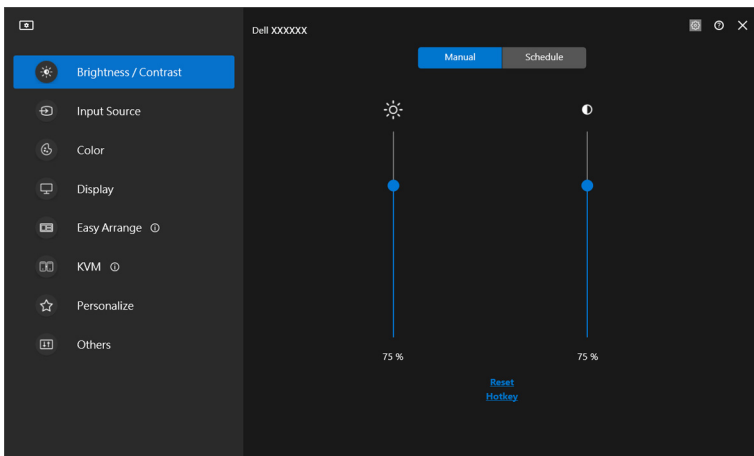 Dell XXXXXX
Manual
Schedule
Brightness / Contrast
Input Source
Color
Display
Easy Arrange
KVM
Personalize
Others
75 %
75 %
Reset
Hotkey